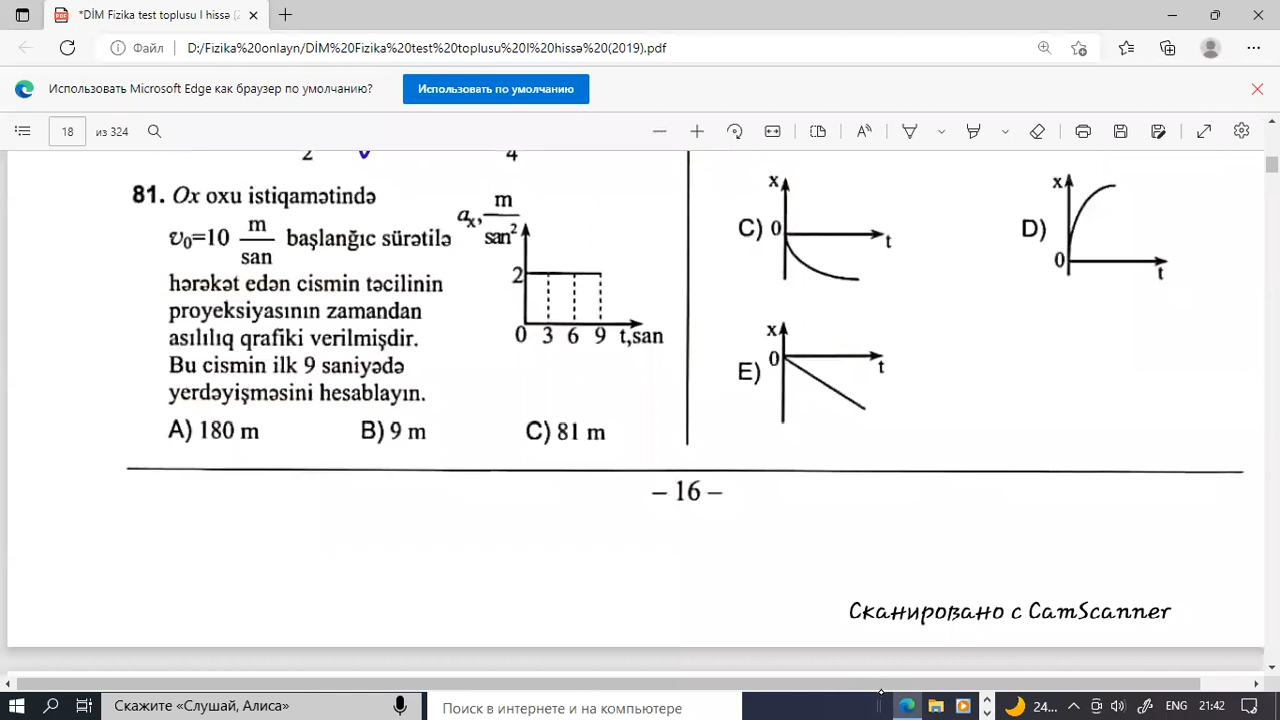 *DİM Fizika test toplusu I hissə (2
Файл D:/Fizika%20onlayn/DİM%20Fizika%20test%20toplusu%20I%20hissə%20(2019).pdf
Использовать Microsoft Edge как браузер по умолчанию? Использовать по умолчанию
18 из 324
2 4
81. Ox oxu istiqamətində
υ₀=10 m/san başlanğıc sürətilə
hərəkət edən cismin təcilinin
proyeksiyasının zamandan
asılılıq qrafiki verilmişdir.
Bu cismin ilk 9 saniyədə
yerdəyişməsini hesablayın.
aₓ, m/san²
2
0 3 6 9 t,san
A) 180 m B) 9 m C) 81 m
C) x 0 t
D) x 0 t
E) x 0 t
– 16 –
Сканировано с CamScanner
Скажите «Слушай, Алиса» Поиск в интернете и на компьютере 24... ENG 21:42